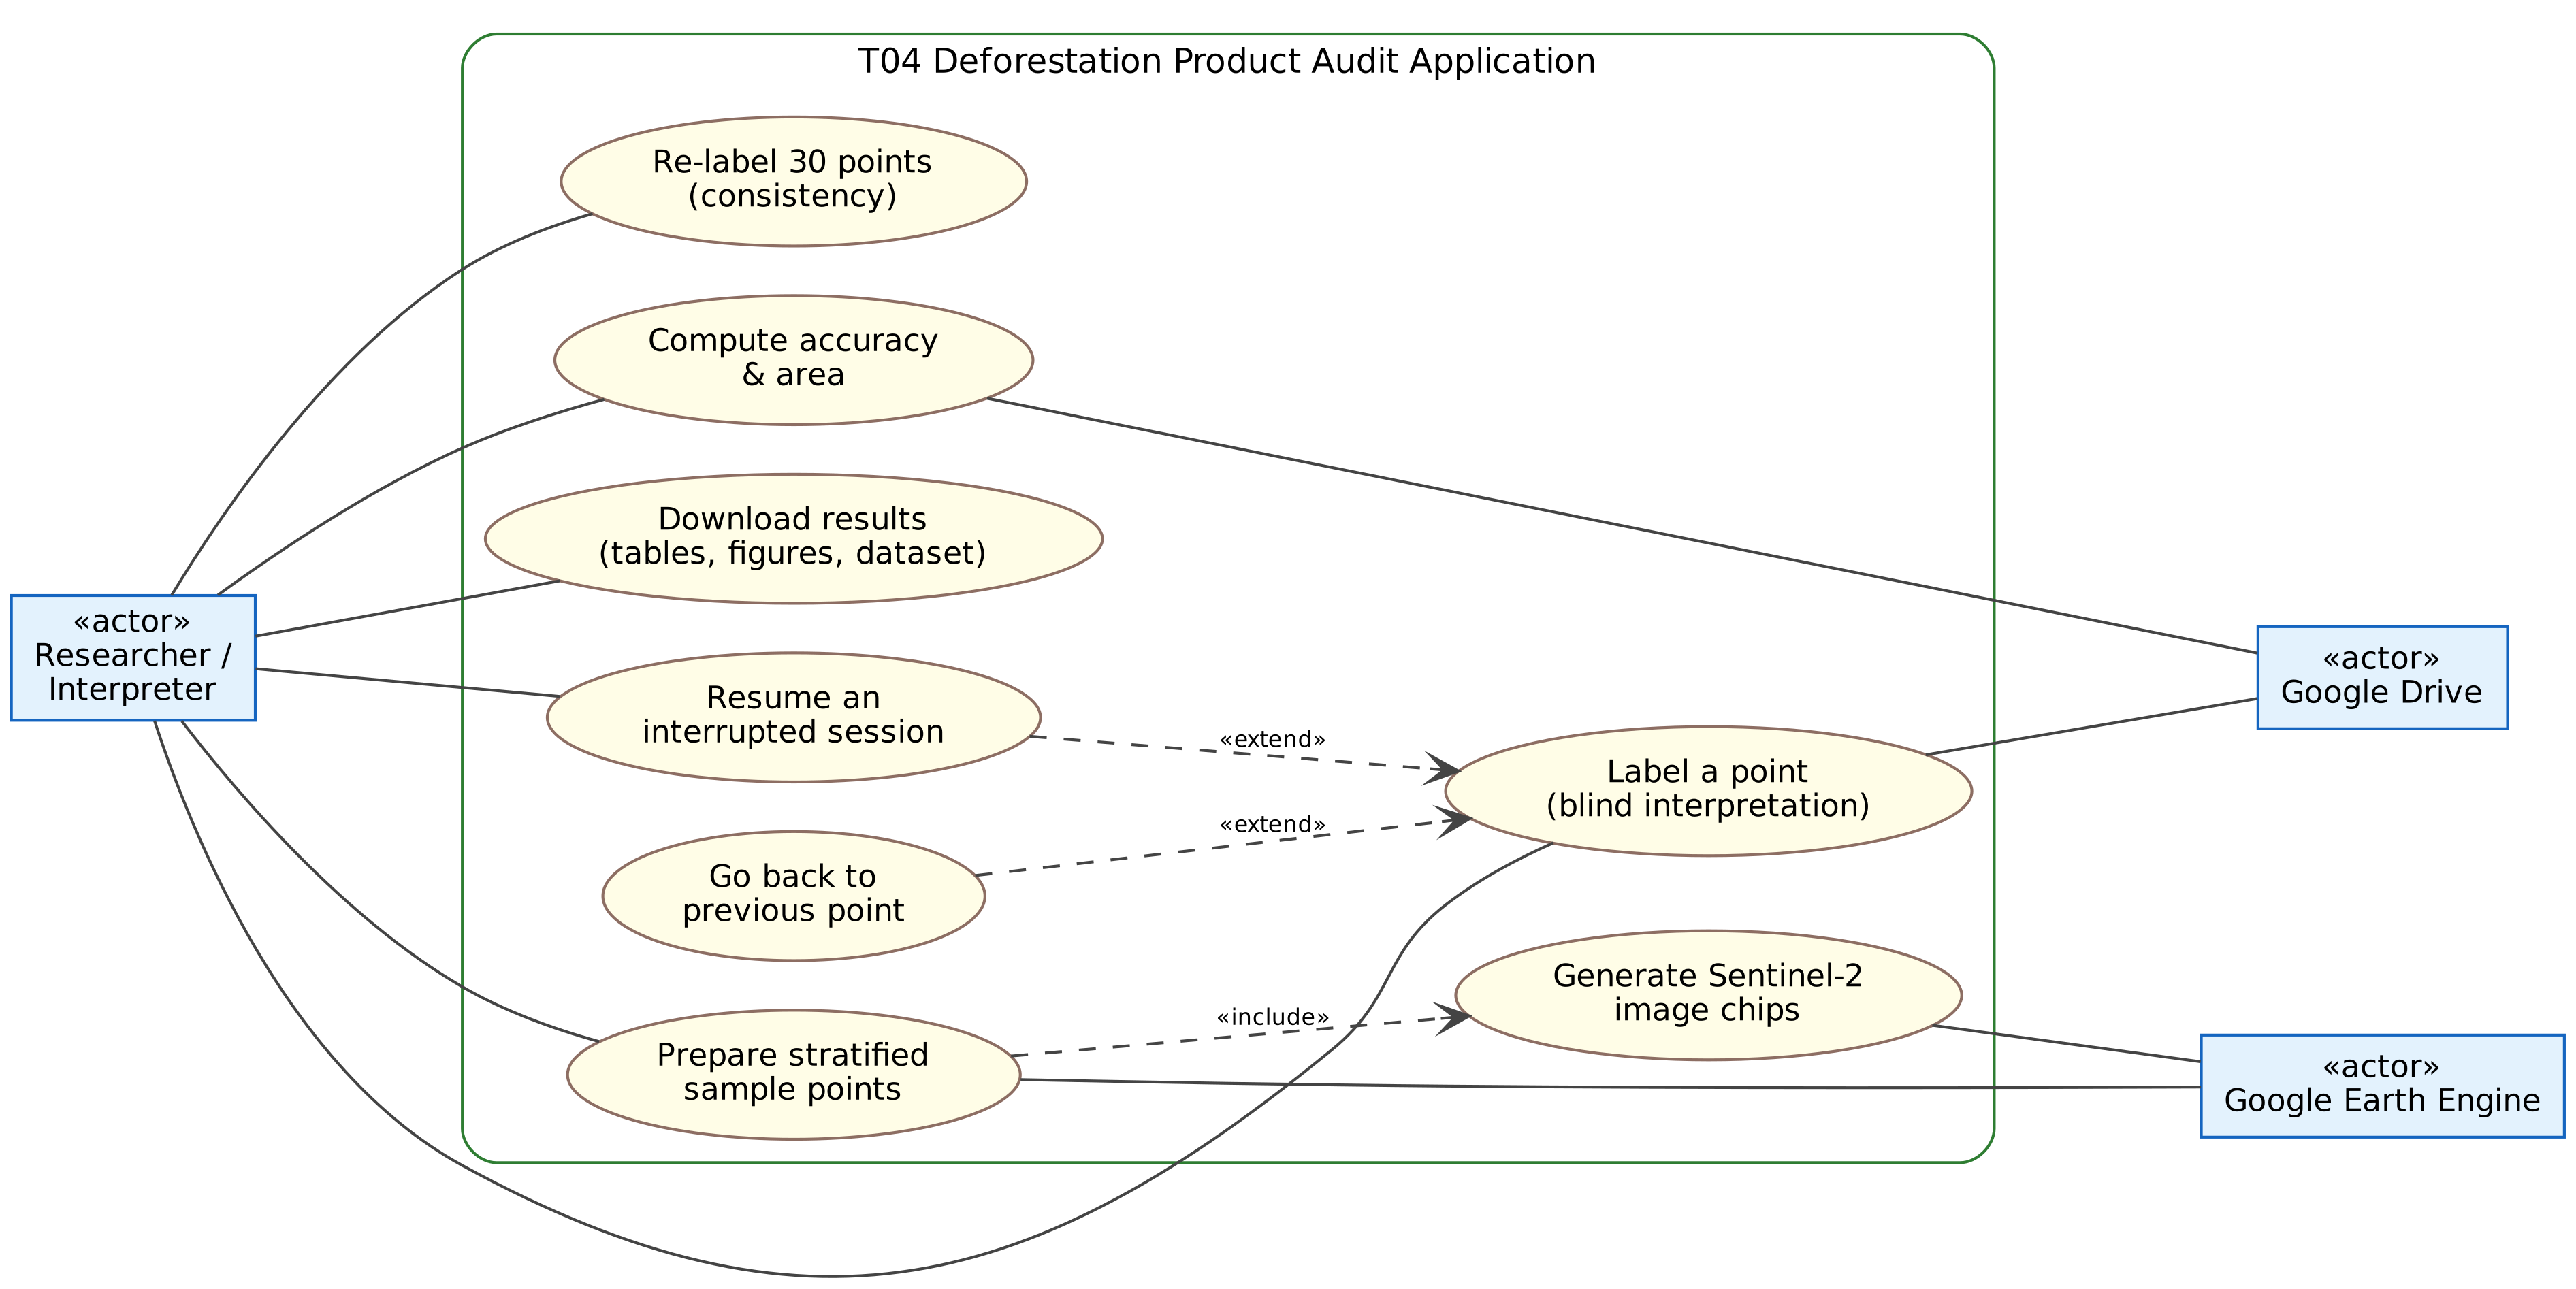 T04 Deforestation Product Audit Application
Re-label 30 points
(consistency)
Compute accuracy
& area
Download results
(tables, figures, dataset)
«actor»
Researcher /
Interpreter
«actor»
Google Drive
Resume an
interrupted session
«extend»
Label a point
(blind interpretation)
«extend»
Go back to
previous point
Generate Sentinel-2
image chips
«include»
Prepare stratified
sample points
«actor»
Google Earth Engine